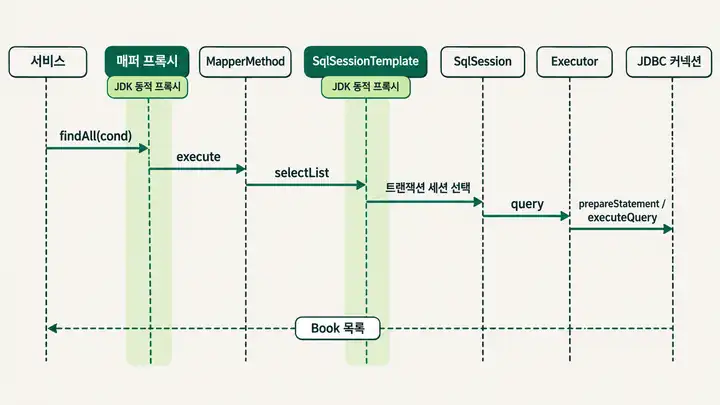 서비스
매퍼 프록시
MapperMethod
SqlSessionTemplate
SqlSession
Executor
JDBC 커넥션
JDK 동적 프록시
JDK 동적 프록시
findAll(cond)
execute
selectList
트랜잭션 세션 선택
query
prepareStatement /
executeQuery
Book 목록